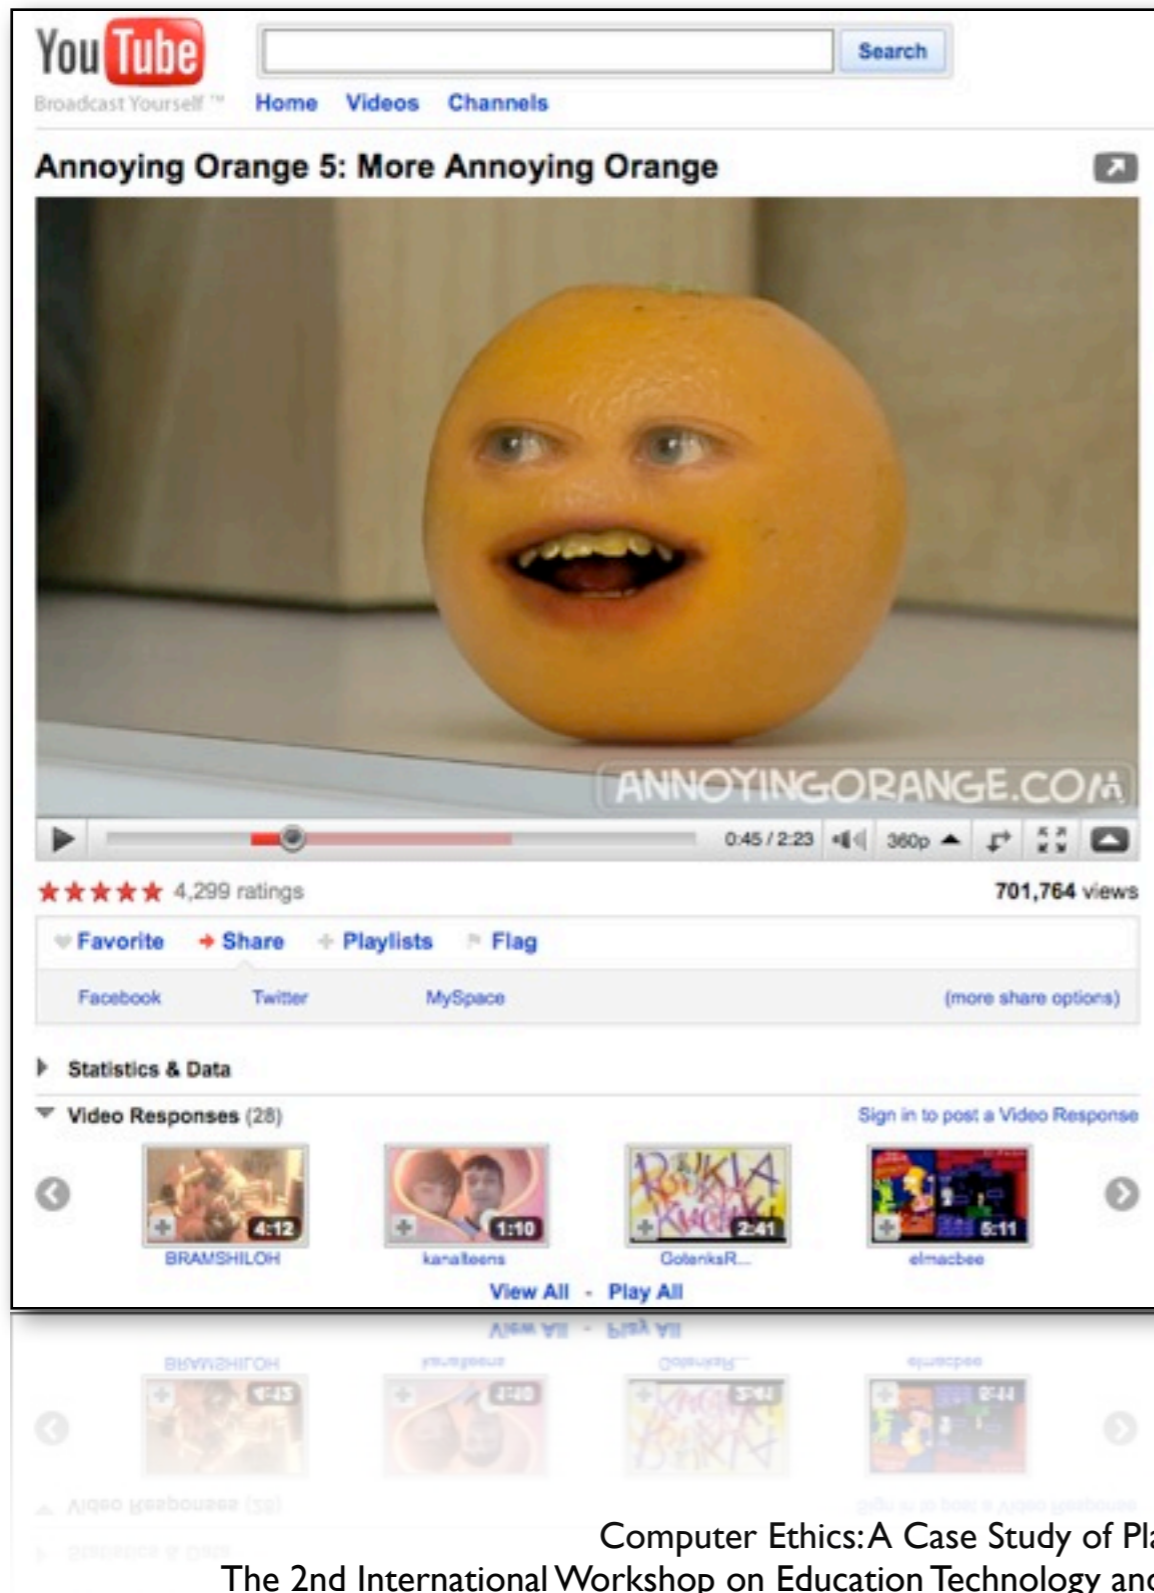 YouTube
Search
Broadcast Yourself ™
Home Videos Channels
Annoying Orange 5: More Annoying Orange
ANNOYINGORANGE.COM
0:45 / 2:23 360p
4,299 ratings 701,764 views
Favorite Share Playlists Flag
Facebook Twitter MySpace (more share options)
Statistics & Data
Video Responses (28) Sign in to post a Video Response
4:12 1:10 2:41 5:11
BRAMSHILOH kanalteens GotenksR... elmacbee
View All - Play All
Computer Ethics: A Case Study of
The 2nd International Workshop on Education Technology and